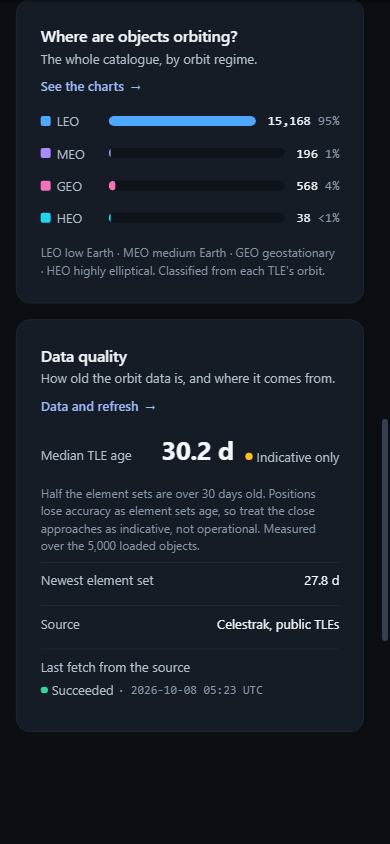 Where are objects orbiting?
The whole catalogue, by orbit regime.
See the charts →
LEO 15,168 95%
MEO 196 1%
GEO 568 4%
HEO 38 <1%
LEO low Earth · MEO medium Earth · GEO geostationary
· HEO highly elliptical. Classified from each TLE's orbit.
Data quality
How old the orbit data is, and where it comes from.
Data and refresh →
Median TLE age 30.2 d Indicative only
Half the element sets are over 30 days old. Positions
lose accuracy as element sets age, so treat the close
approaches as indicative, not operational. Measured
over the 5,000 loaded objects.
Newest element set 27.8 d
Source Celestrak, public TLEs
Last fetch from the source
Succeeded · 2026-10-08 05:23 UTC